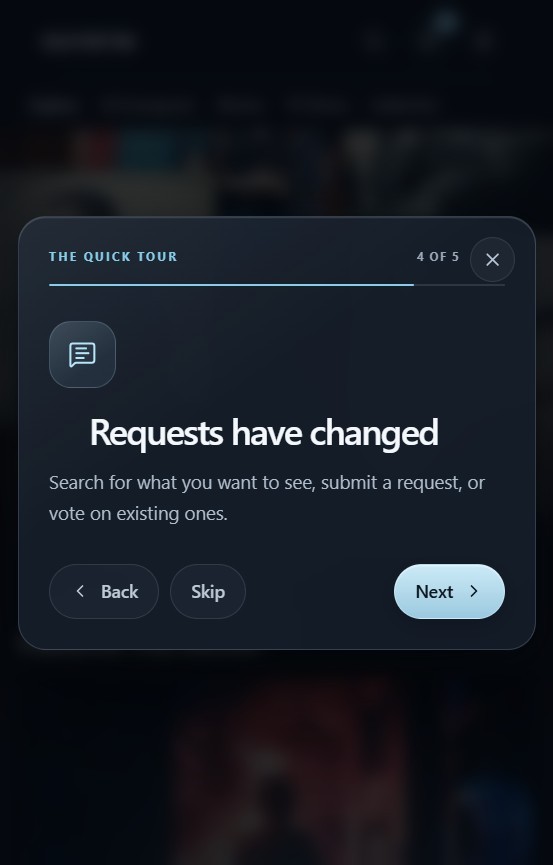 THE QUICK TOUR
4 OF 5
Requests have changed
Search for what you want to see, submit a request, or
vote on existing ones.
Back
Skip
Next